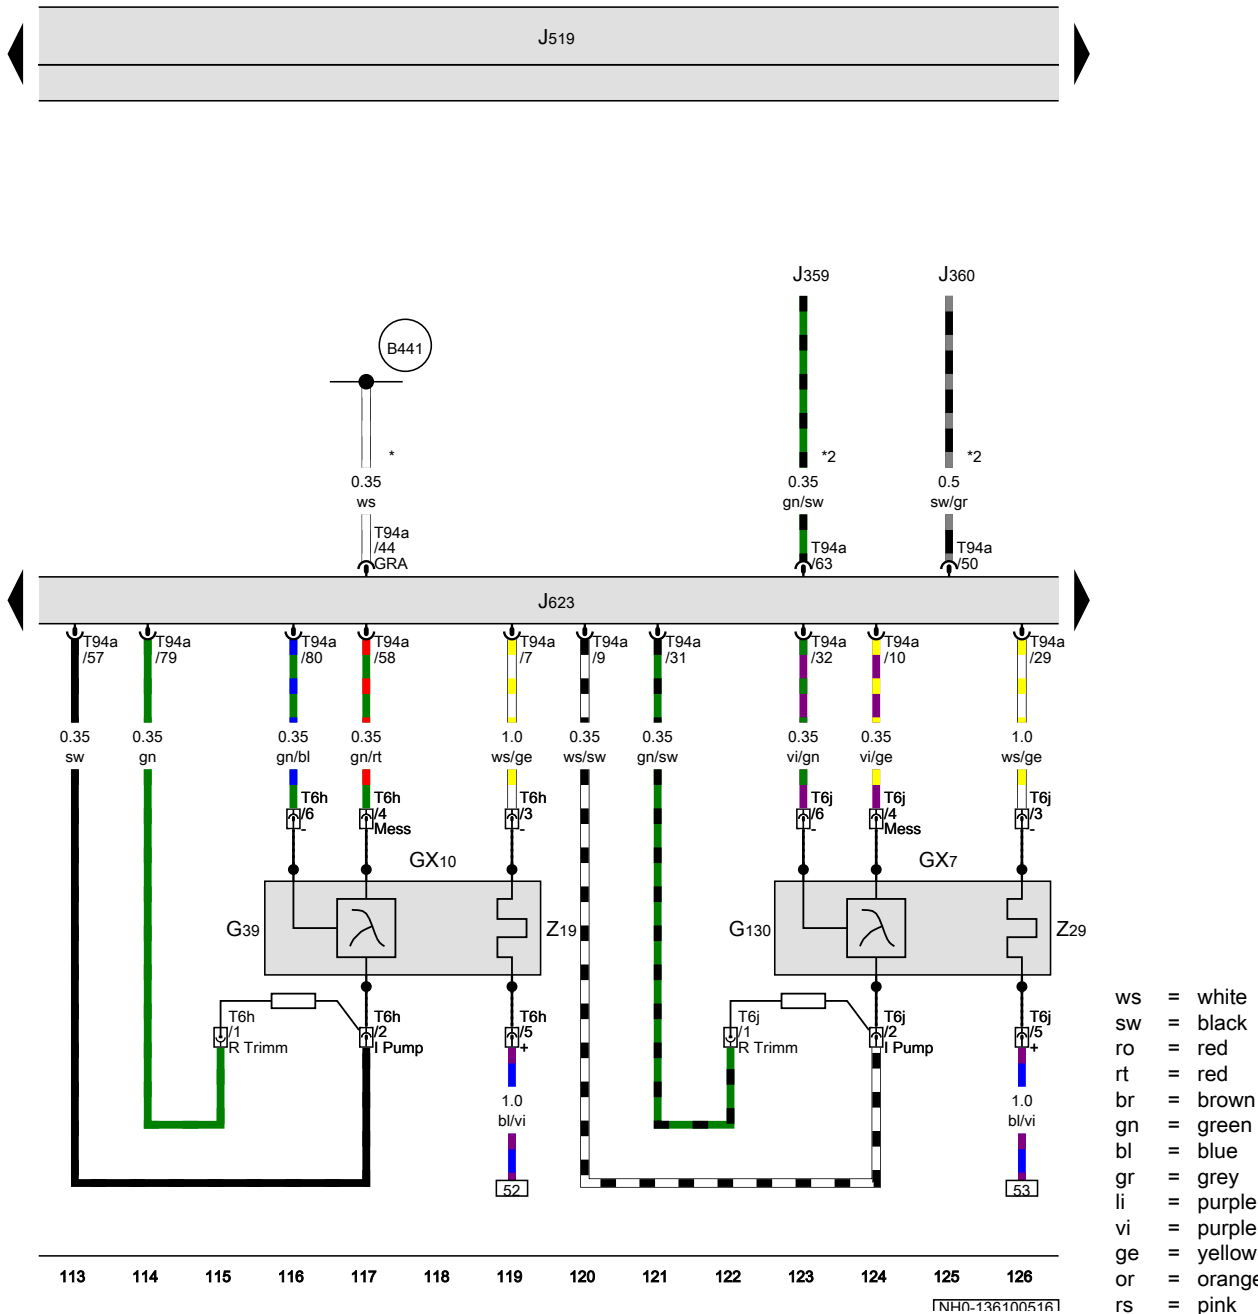 J519
J359
J360
B441
*
*2
*2
0.35
ws
0.35
gn/sw
0.5
sw/gr
T94a
/44
GRA
T94a
/63
T94a
/50
J623
T94a
/57
T94a
/79
T94a
/80
T94a
/58
T94a
/7
T94a
/9
T94a
/31
T94a
/32
T94a
/10
T94a
/29
0.35
sw
0.35
gn
0.35
gn/bl
0.35
gn/rt
1.0
ws/ge
0.35
ws/sw
0.35
gn/sw
0.35
vi/gn
0.35
vi/ge
1.0
ws/ge
T6h
/6
-
T6h
/4
Mess
T6h
/3
-
T6j
/6
-
T6j
/4
Mess
T6j
/3
-
GX10
GX7
G39
Z19
G130
Z29
T6h
/1
R Trimm
T6h
/2
I Pump
T6h
/5
+
T6j
/1
R Trimm
T6j
/2
I Pump
T6j
/5
+
1.0
bl/vi
1.0
bl/vi
52
53
113 114 115 116 117 118 119 120 121 122 123 124 125 126
NH0-136100516
ws = white
sw = black
ro = red
rt = red
br = brown
gn = green
bl = blue
gr = grey
li = purple
vi = purple
ge = yellow
or = orange
rs = pink